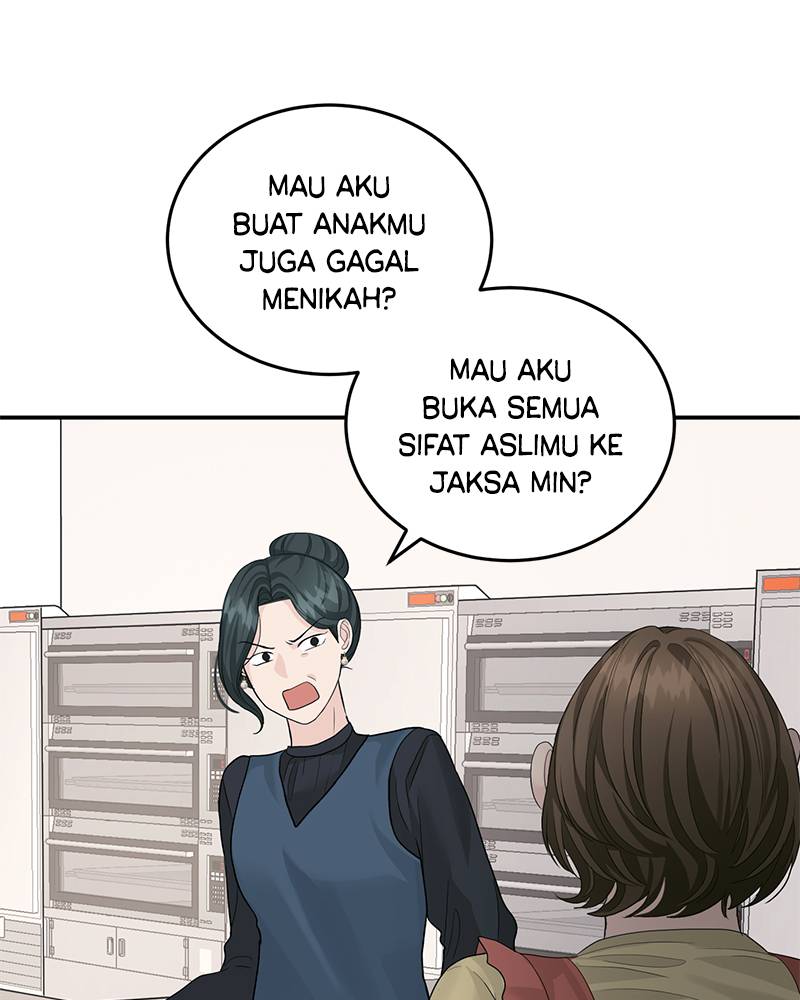 MAU AKU
BUAT ANAKMU
JUGA GAGAL
MENIKAH?
MAU AKU
BUKA SEMUA
SIFAT ASLIMU KE
JAKSA MIN?